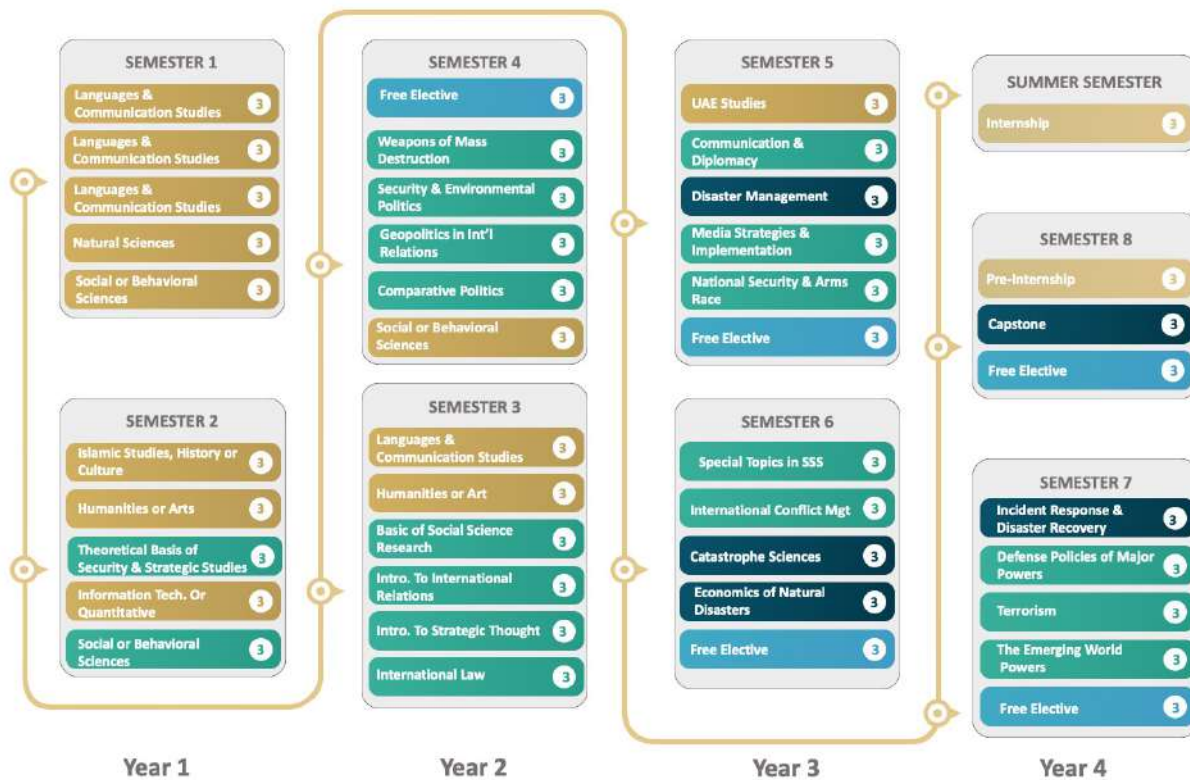 SEMESTER 1
Languages &
Communication Studies
3
Languages &
Communication Studies
3
Languages &
Communication Studies
3
Natural Sciences
3
Social or Behavioral
Sciences
3
SEMESTER 2
Islamic Studies, History or
Culture
3
Humanities or Arts
3
Theoretical Basis of
Security & Strategic Studies
3
Information Tech. Or
Quantitative
3
Social or Behavioral
Sciences
3
Year 1
SEMESTER 4
Free Elective
3
Weapons of Mass
Destruction
3
Security & Environmental
Politics
3
Geopolitics in Int'l
Relations
3
Comparative Politics
3
Social or Behavioral
Sciences
3
SEMESTER 3
Languages &
Communication Studies
3
Humanities or Art
3
Basic of Social Science
Research
3
Intro. To International
Relations
3
Intro. To Strategic Thought
3
International Law
3
Year 2
SEMESTER 5
UAE Studies
3
Communication &
Diplomacy
3
Disaster Management
3
Media Strategies &
Implementation
3
National Security & Arms
Race
3
Free Elective
3
SEMESTER 6
Special Topics in SSS
3
International Conflict Mgt
3
Catastrophe Sciences
3
Economics of Natural
Disasters
3
Free Elective
3
Year 3
SUMMER SEMESTER
Internship
3
SEMESTER 8
Pre-Internship
3
Capstone
3
Free Elective
3
SEMESTER 7
Incident Response &
Disaster Recovery
3
Defense Policies of Major
Powers
3
Terrorism
3
The Emerging World
Powers
3
Free Elective
3
Year 4